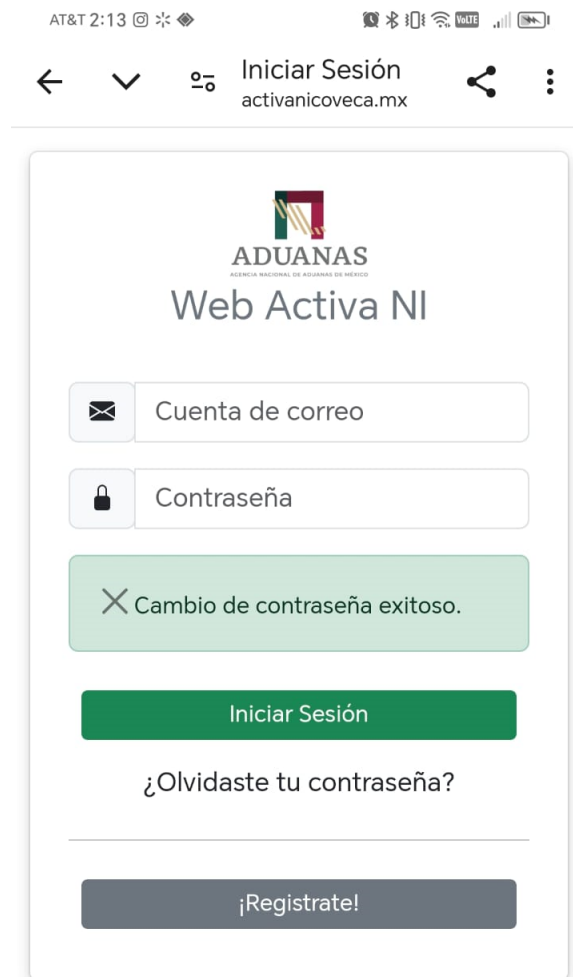 AT&T 2:13
VoLTE
Iniciar Sesión
activanicoveca.mx
ADUANAS
AGENCIA NACIONAL DE ADUANAS DE MÉXICO
Web Activa NI
Cuenta de correo
Contraseña
Cambio de contraseña exitoso.
Iniciar Sesión
¿Olvidaste tu contraseña?
¡Registrate!